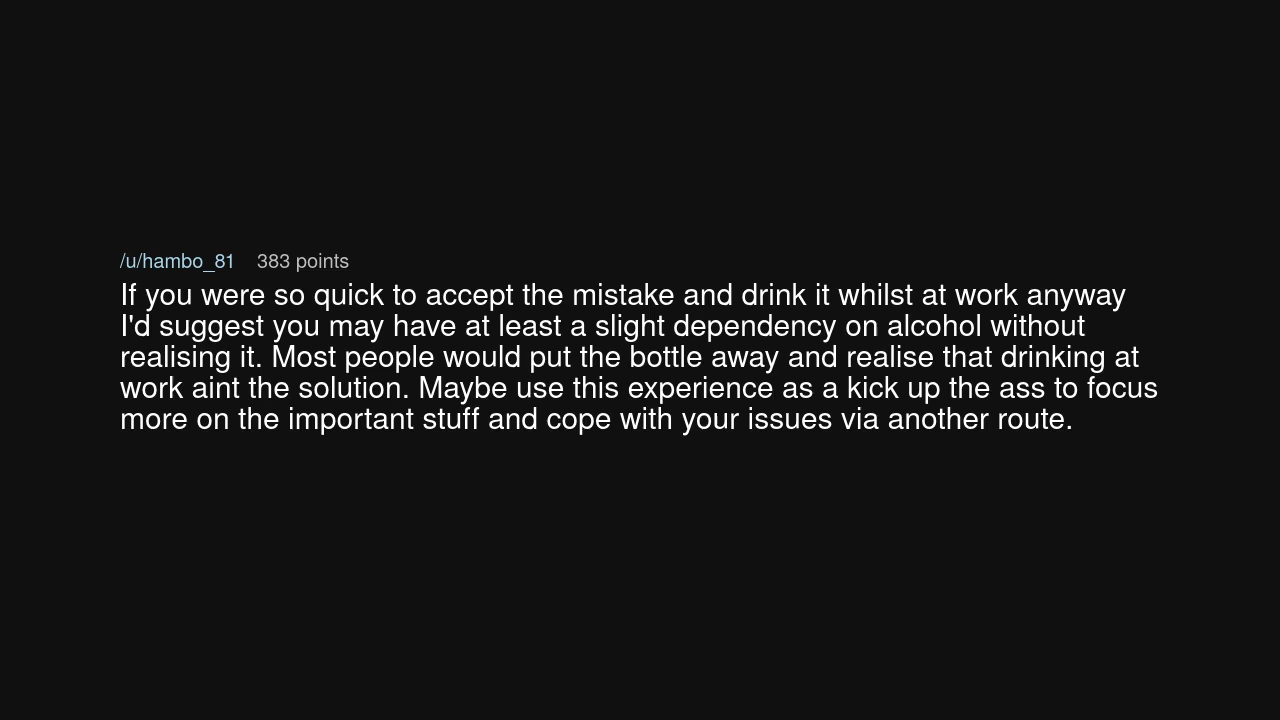 /u/hambo_81 383 points
If you were so quick to accept the mistake and drink it whilst at work anyway
I'd suggest you may have at least a slight dependency on alcohol without
realising it. Most people would put the bottle away and realise that drinking at
work aint the solution. Maybe use this experience as a kick up the ass to focus
more on the important stuff and cope with your issues via another route.